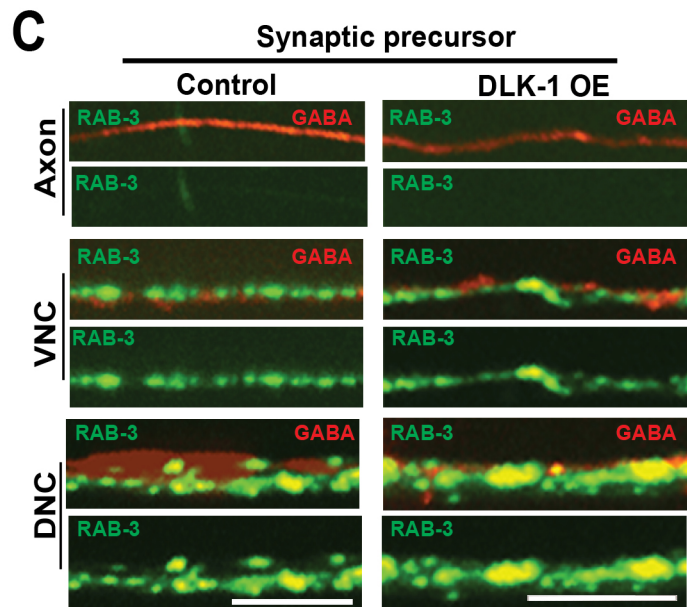 C
Synaptic precursor
Control
DLK-1 OE
Axon
RAB-3 GABA
RAB-3 GABA
RAB-3
RAB-3
VNC
RAB-3 GABA
RAB-3 GABA
RAB-3
RAB-3
DNC
RAB-3 GABA
RAB-3 GABA
RAB-3
RAB-3